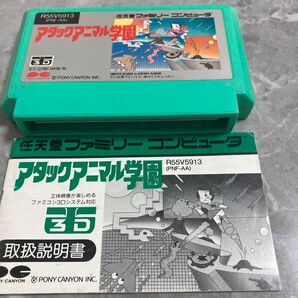 R55V5913
(PNF-AA)
アタックアニマル学園
PONY CANYON INC.
任天堂ファミリーコンピュータ
任天堂ファミリーコンピュータ
アタックアニマル学園
R55V5913
(PNF-AA)
立体映像が楽しめる
ファミコン3Dシステム対応
3D
取扱説明書
PONY CANYON INC.